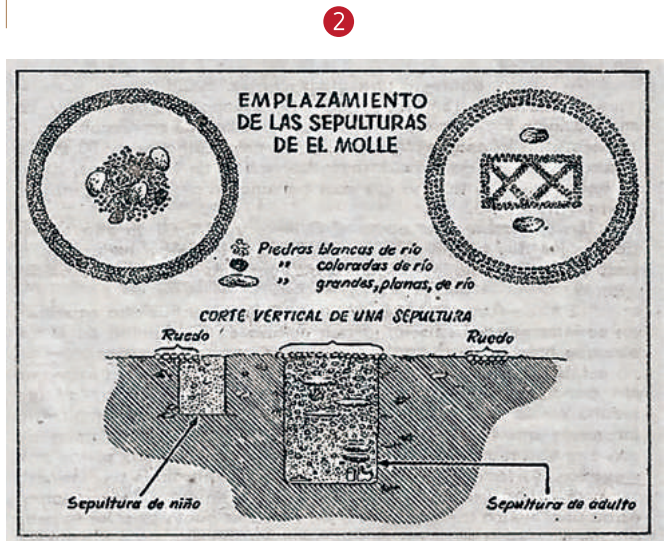 2
EMPLAZAMIENTO
DE LAS SEPULTURAS
DE EL MOLLE
Piedras blancas de río
" coloradas de río
" grandes, planas, de río
CORTE VERTICAL DE UNA SEPULTURA
Ruedo
Ruedo
Sepultura de niño
Sepultura de adulto